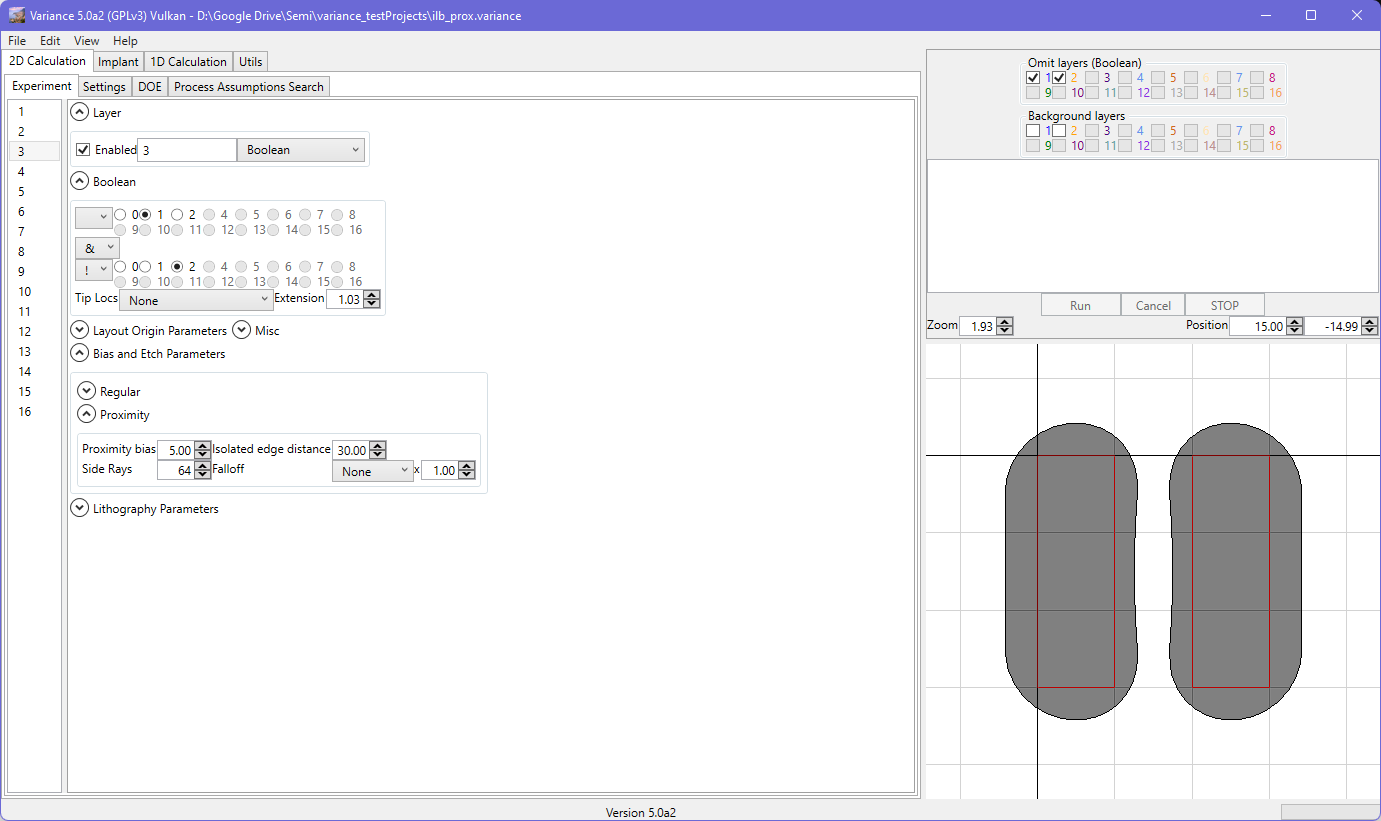 Variance 5.0a2 (GPLv3) Vulkan - D:\Google Drive\Semi\variance_testProjects\ilb_prox.variance
File Edit View Help
2D Calculation Implant 1D Calculation Utils
Experiment Settings DOE Process Assumptions Search
1
2
3
4
5
6
7
8
9
10
11
12
13
14
15
16
Layer
Enabled 3 Boolean
Boolean
0 1 2 4 5 6 7 8
9 10 11 12 13 14 15 16
&
! 0 1 2 4 5 6 7 8
9 10 11 12 13 14 15 16
Tip Locs None Extension 1.03
Layout Origin Parameters Misc
Bias and Etch Parameters
Regular
Proximity
Proximity bias 5.00 Isolated edge distance 30.00
Side Rays 64 Falloff None x 1.00
Lithography Parameters
Omit layers (Boolean)
1 2 3 4 5 6 7 8
9 10 11 12 13 14 15 16
Background layers
1 2 3 4 5 6 7 8
9 10 11 12 13 14 15 16
Run Cancel STOP
Zoom 1.93 Position 15.00 -14.99
Version 5.0a2